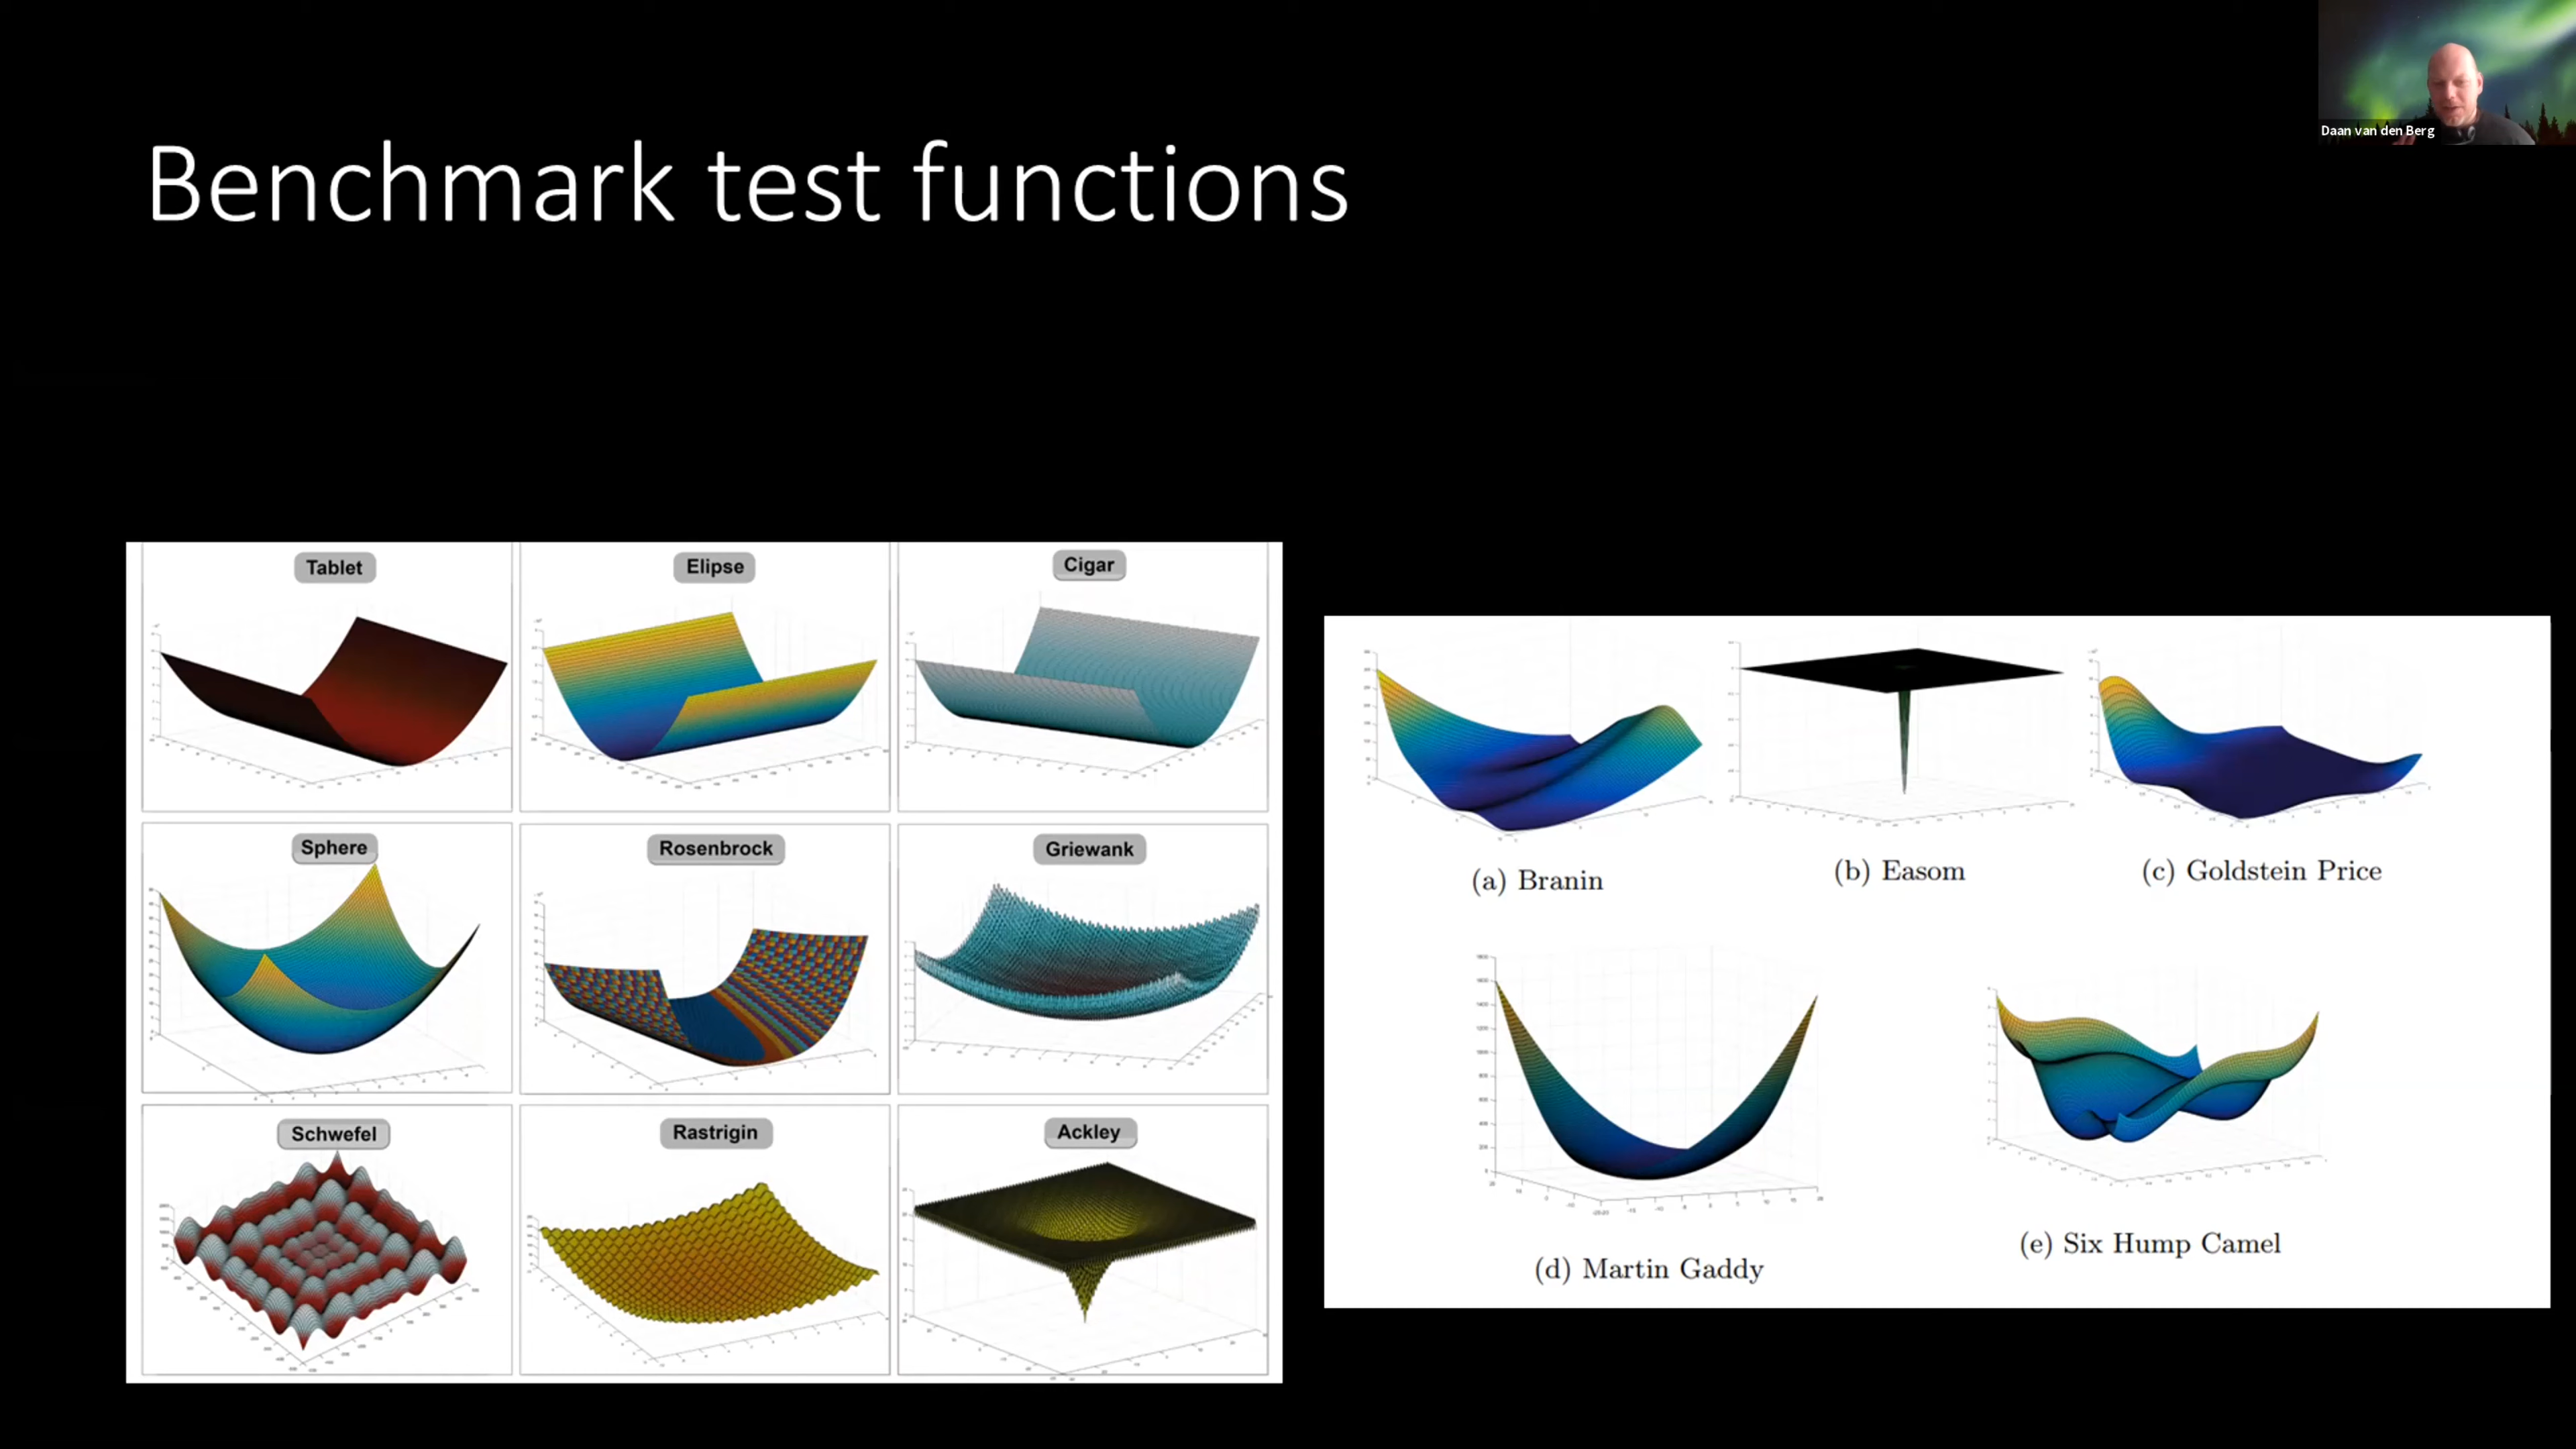 Daan van den Berg
Benchmark test functions
Tablet
Elipse
Cigar
Sphere
Rosenbrock
Griewank
Schwefel
Rastrigin
Ackley
(a) Branin
(b) Easom
(c) Goldstein Price
(d) Martin Gaddy
(e) Six Hump Camel